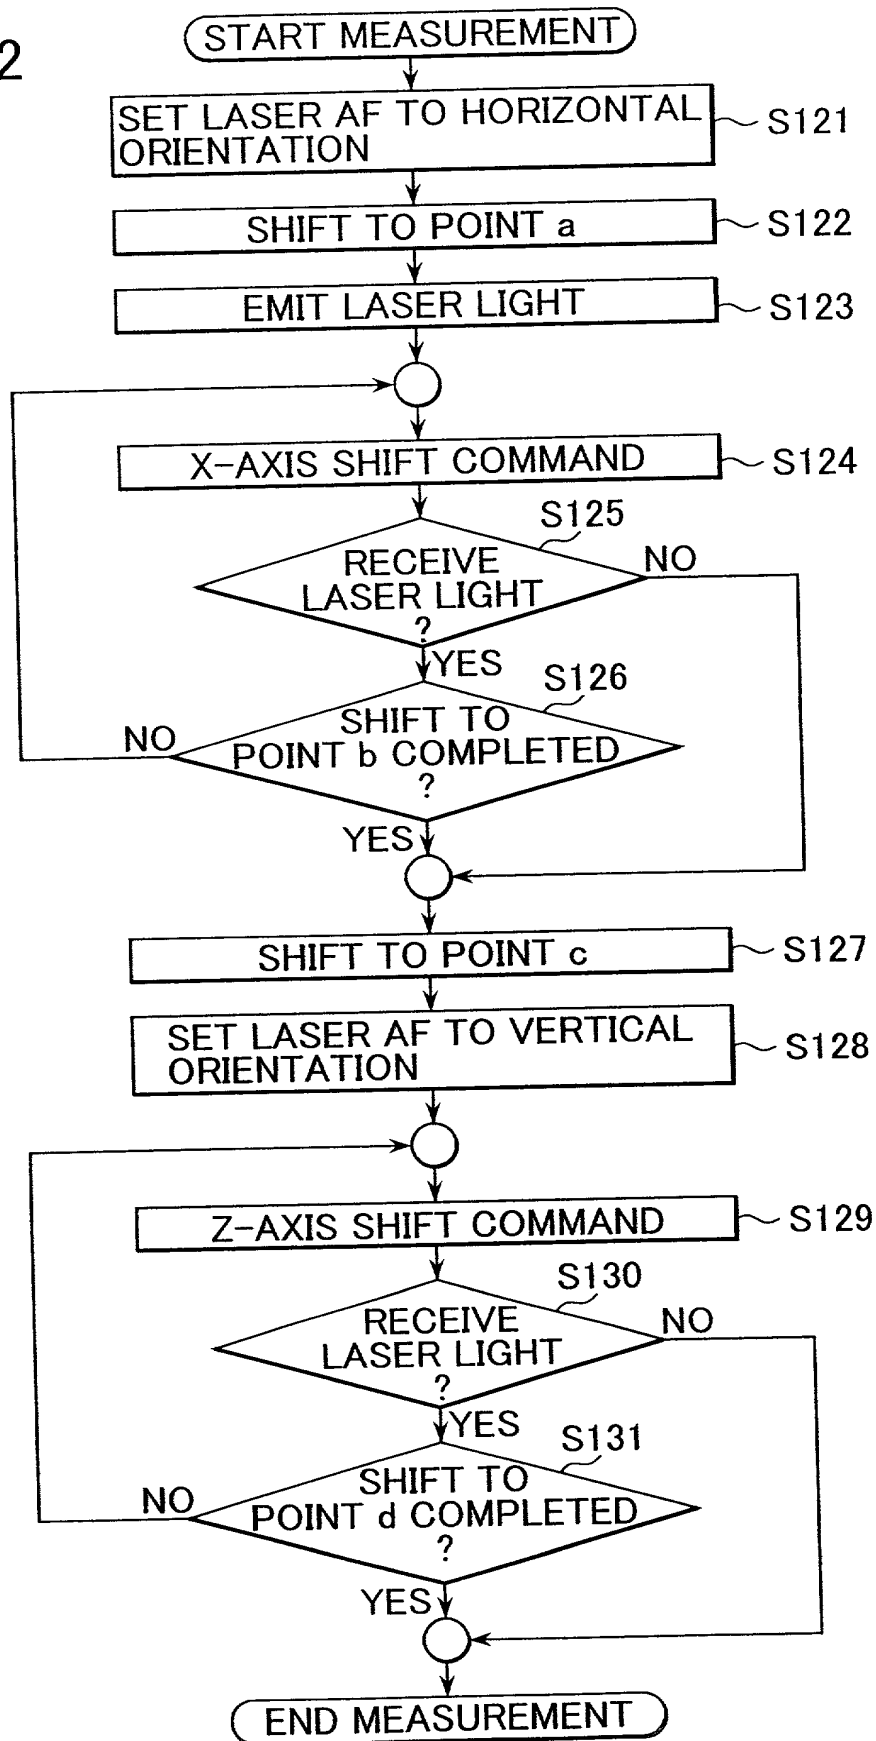 2
START MEASUREMENT
SET LASER AF TO HORIZONTAL
ORIENTATION
S121
SHIFT TO POINT a
S122
EMIT LASER LIGHT
S123
X-AXIS SHIFT COMMAND
S124
S125
RECEIVE
LASER LIGHT
?
NO
YES
S126
SHIFT TO
POINT b COMPLETED
?
NO
YES
SHIFT TO POINT c
S127
SET LASER AF TO VERTICAL
ORIENTATION
S128
Z-AXIS SHIFT COMMAND
S129
S130
RECEIVE
LASER LIGHT
?
NO
YES
S131
SHIFT TO
POINT d COMPLETED
?
NO
YES
END MEASUREMENT